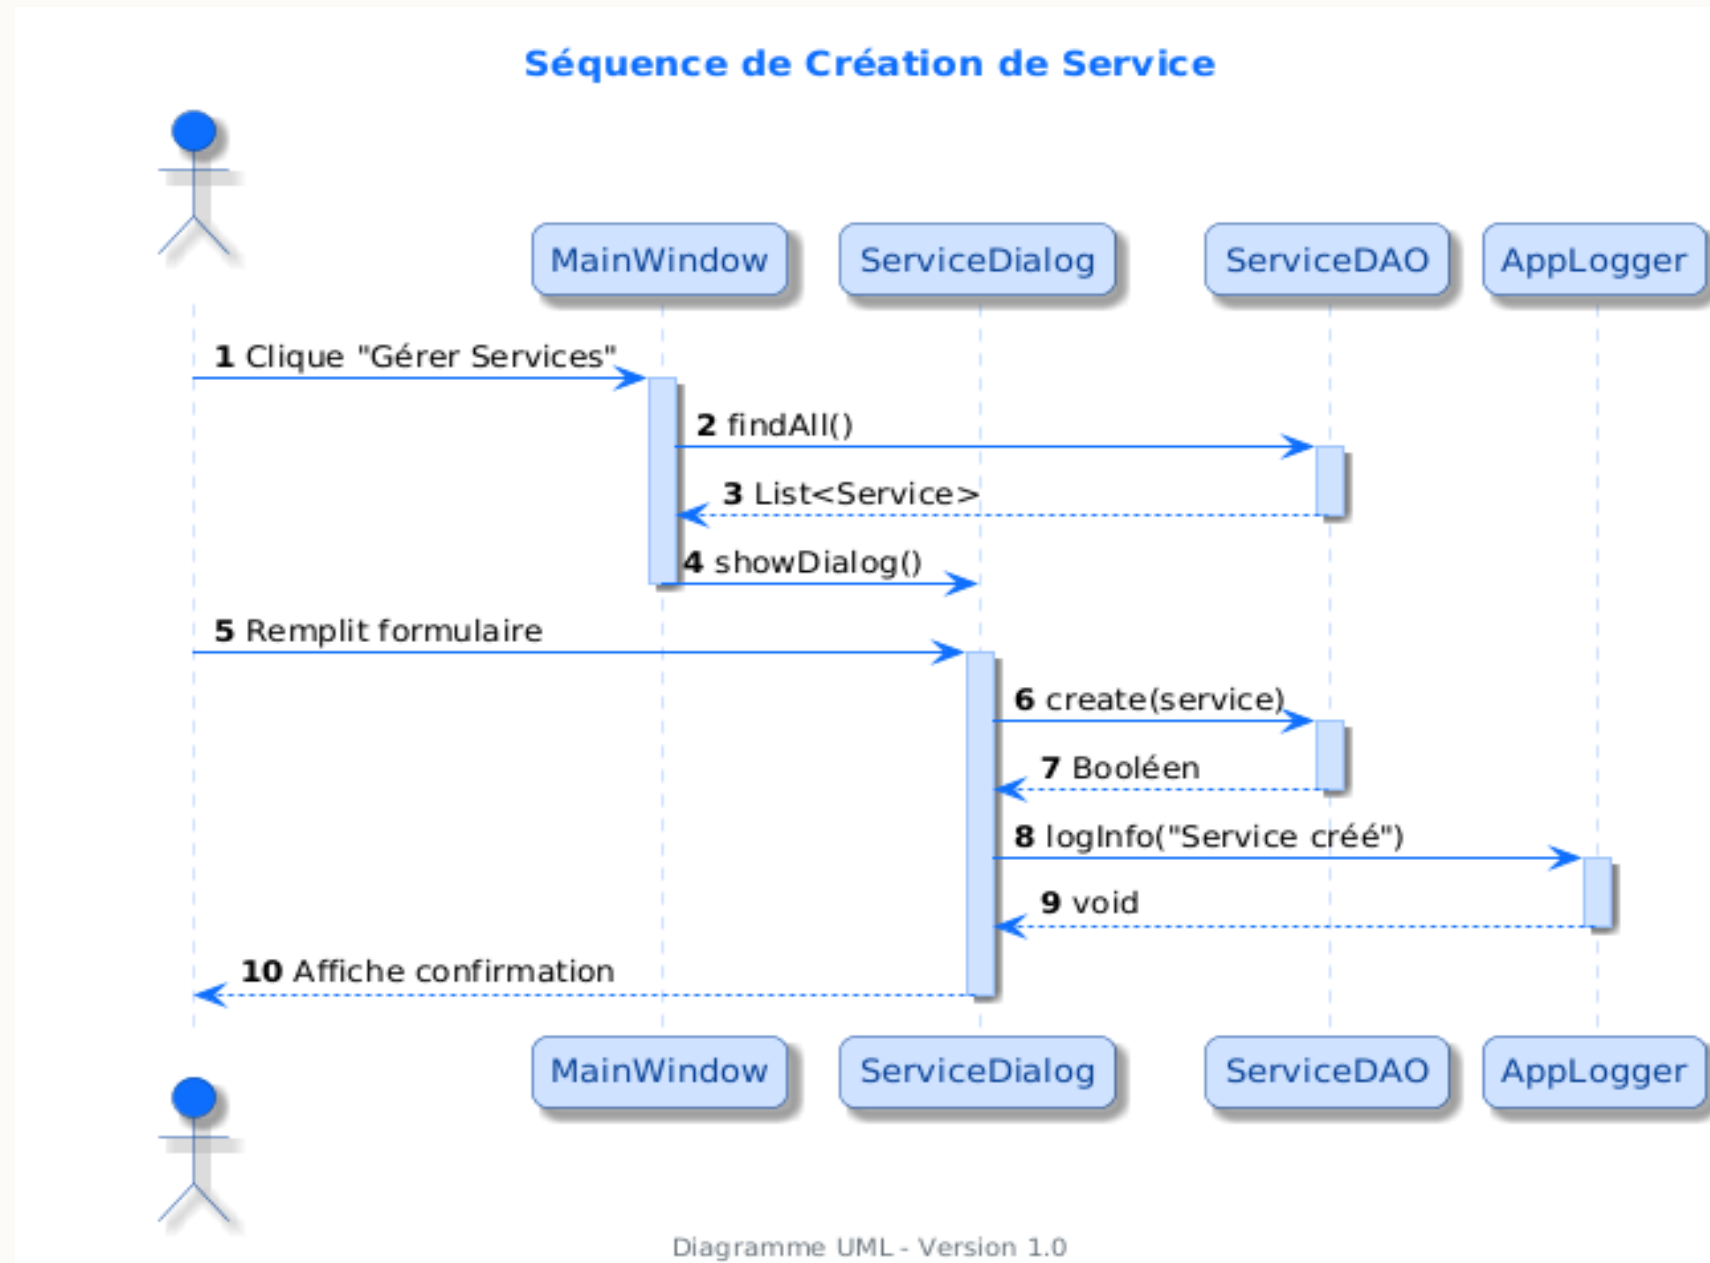 Séquence de Création de Service
MainWindow
ServiceDialog
ServiceDAO
AppLogger
1 Clique "Gérer Services"
2 findAll()
3 List<Service>
4 showDialog()
5 Remplit formulaire
6 create(service)
7 Booléen
8 logInfo("Service créé")
9 void
10 Affiche confirmation
MainWindow
ServiceDialog
ServiceDAO
AppLogger
Diagramme UML - Version 1.0